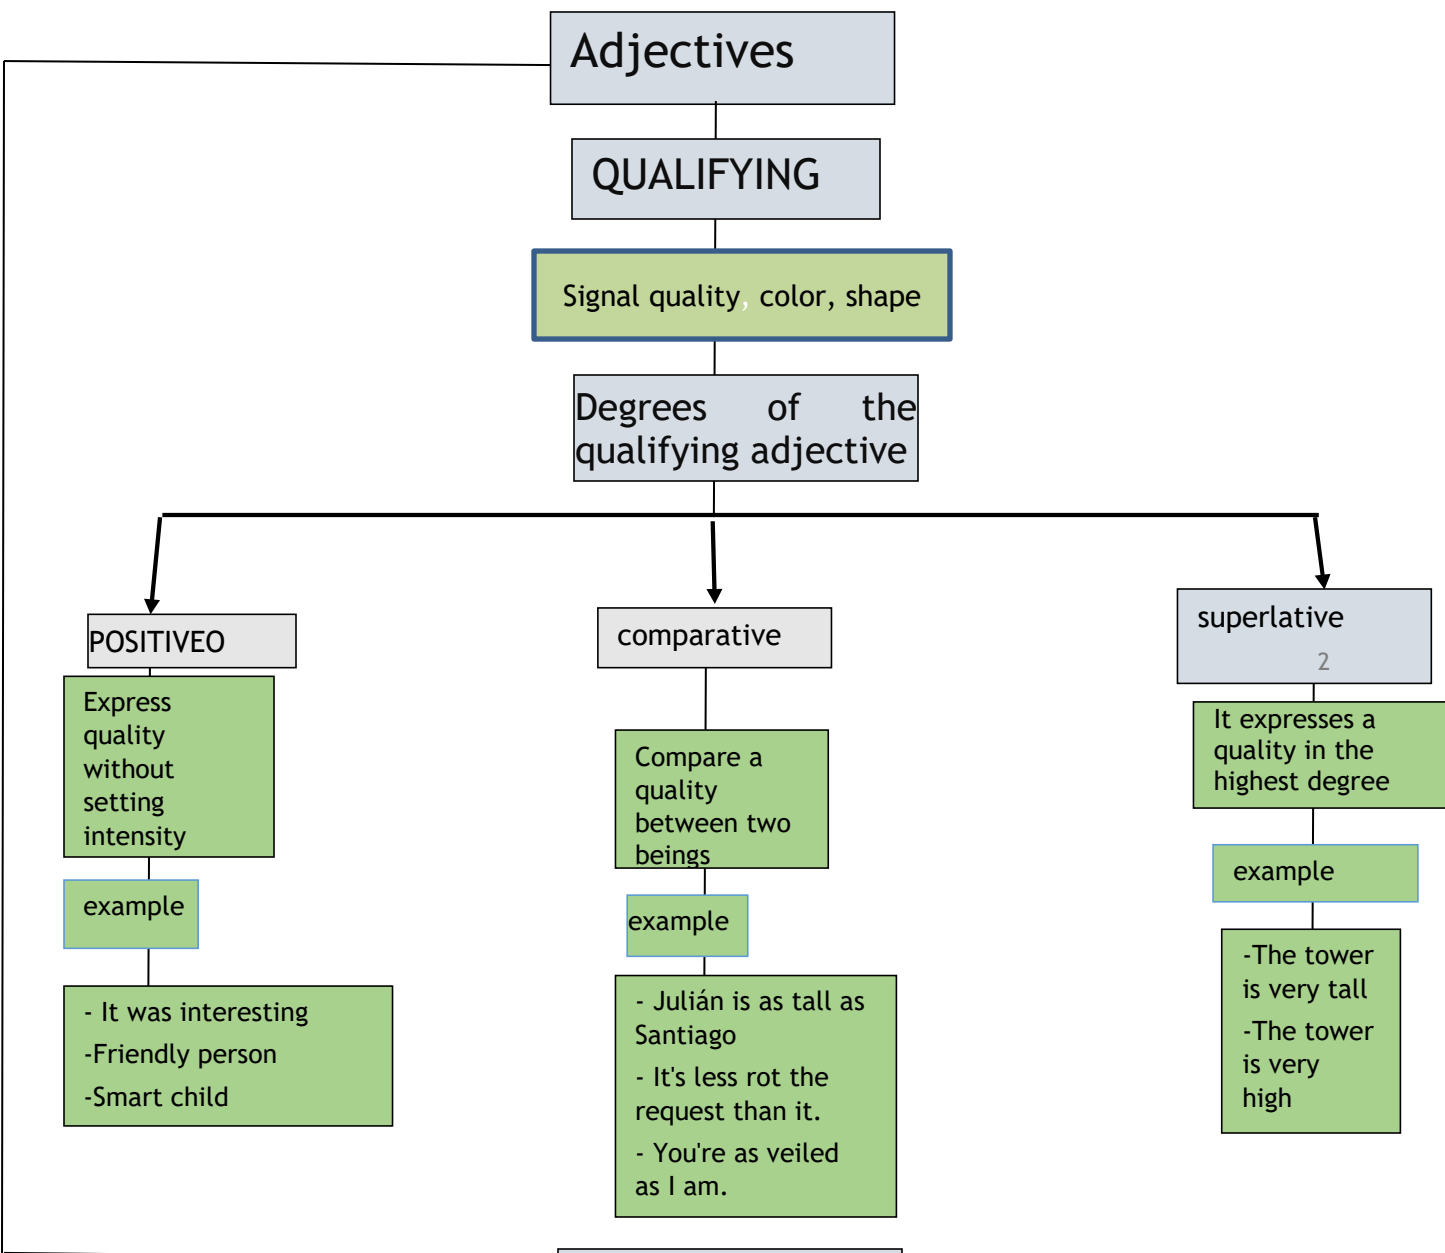 Adjectives
QUALIFYING
Signal quality, color, shape
Degrees of the
qualifying adjective
POSITIVEO
Express
quality
without
setting
intensity
example
- It was interesting
-Friendly person
-Smart child
comparative
Compare a
quality
between two
beings
example
- Julián is as tall as
Santiago
- It's less rot the
request than it.
- You're as veiled
as I am.
superlative
2
It expresses a
quality in the
highest degree
example
-The tower
is very tall
-The tower
is very
high